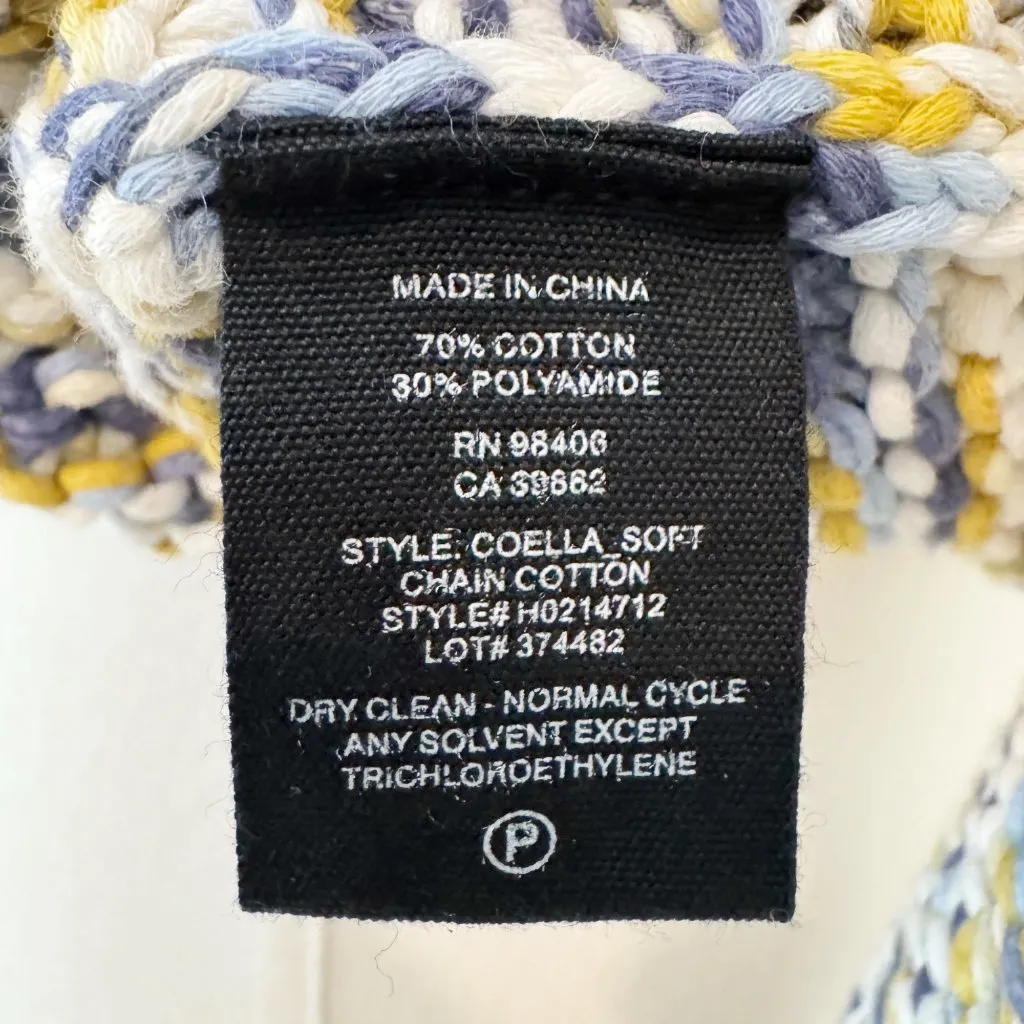 MADE IN CHINA
70% COTTON
30% POLYAMIDE
RN 98406
CA 39662
STYLE: COELLA_SOFT
CHAIN COTTON
STYLE# H0214712
LOT# 374482
DRY CLEAN - NORMAL CYCLE
ANY SOLVENT EXCEPT
TRICHLOROETHYLENE
P